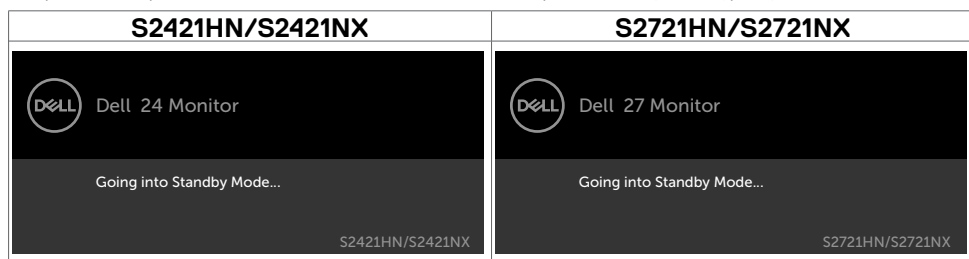 S2421HN/S2421NX
S2721HN/S2721NX
DELL Dell 24 Monitor
Going into Standby Mode...
S2421HN/S2421NX
DELL Dell 27 Monitor
Going into Standby Mode...
S2721HN/S2721NX